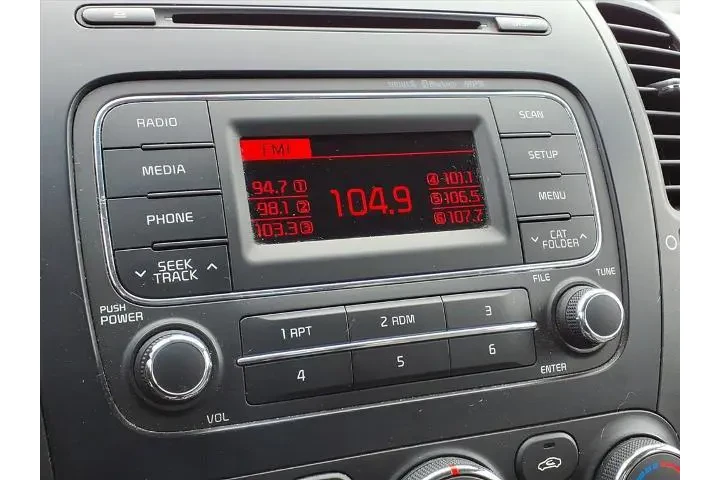 RADIO
MEDIA
PHONE
SEEK
TRACK
PUSH
POWER
VOL
FM1
94.7 1
98.1 2
103.3 3
104.9
4 101.1
5 106.5
6 107.7
SCAN
SETUP
MENU
CAT
FOLDER
FILE
TUNE
ENTER
1 RPT
2 RDM
3
4
5
6